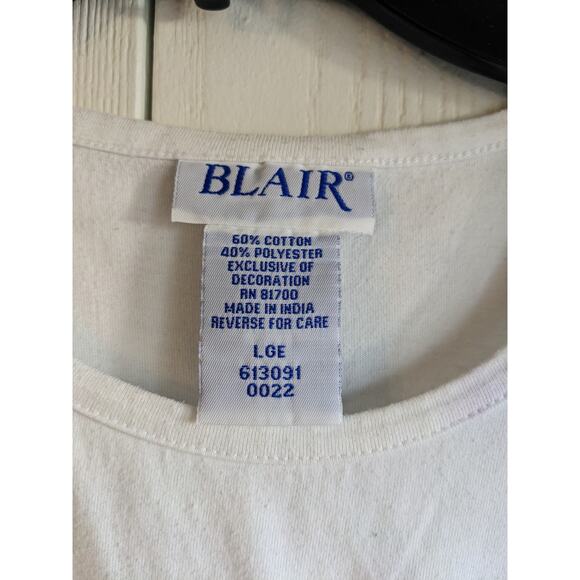 BLAIR®
60% COTTON
40% POLYESTER
EXCLUSIVE OF
DECORATION
RN 81700
MADE IN INDIA
REVERSE FOR CARE
LGE
613091
0022